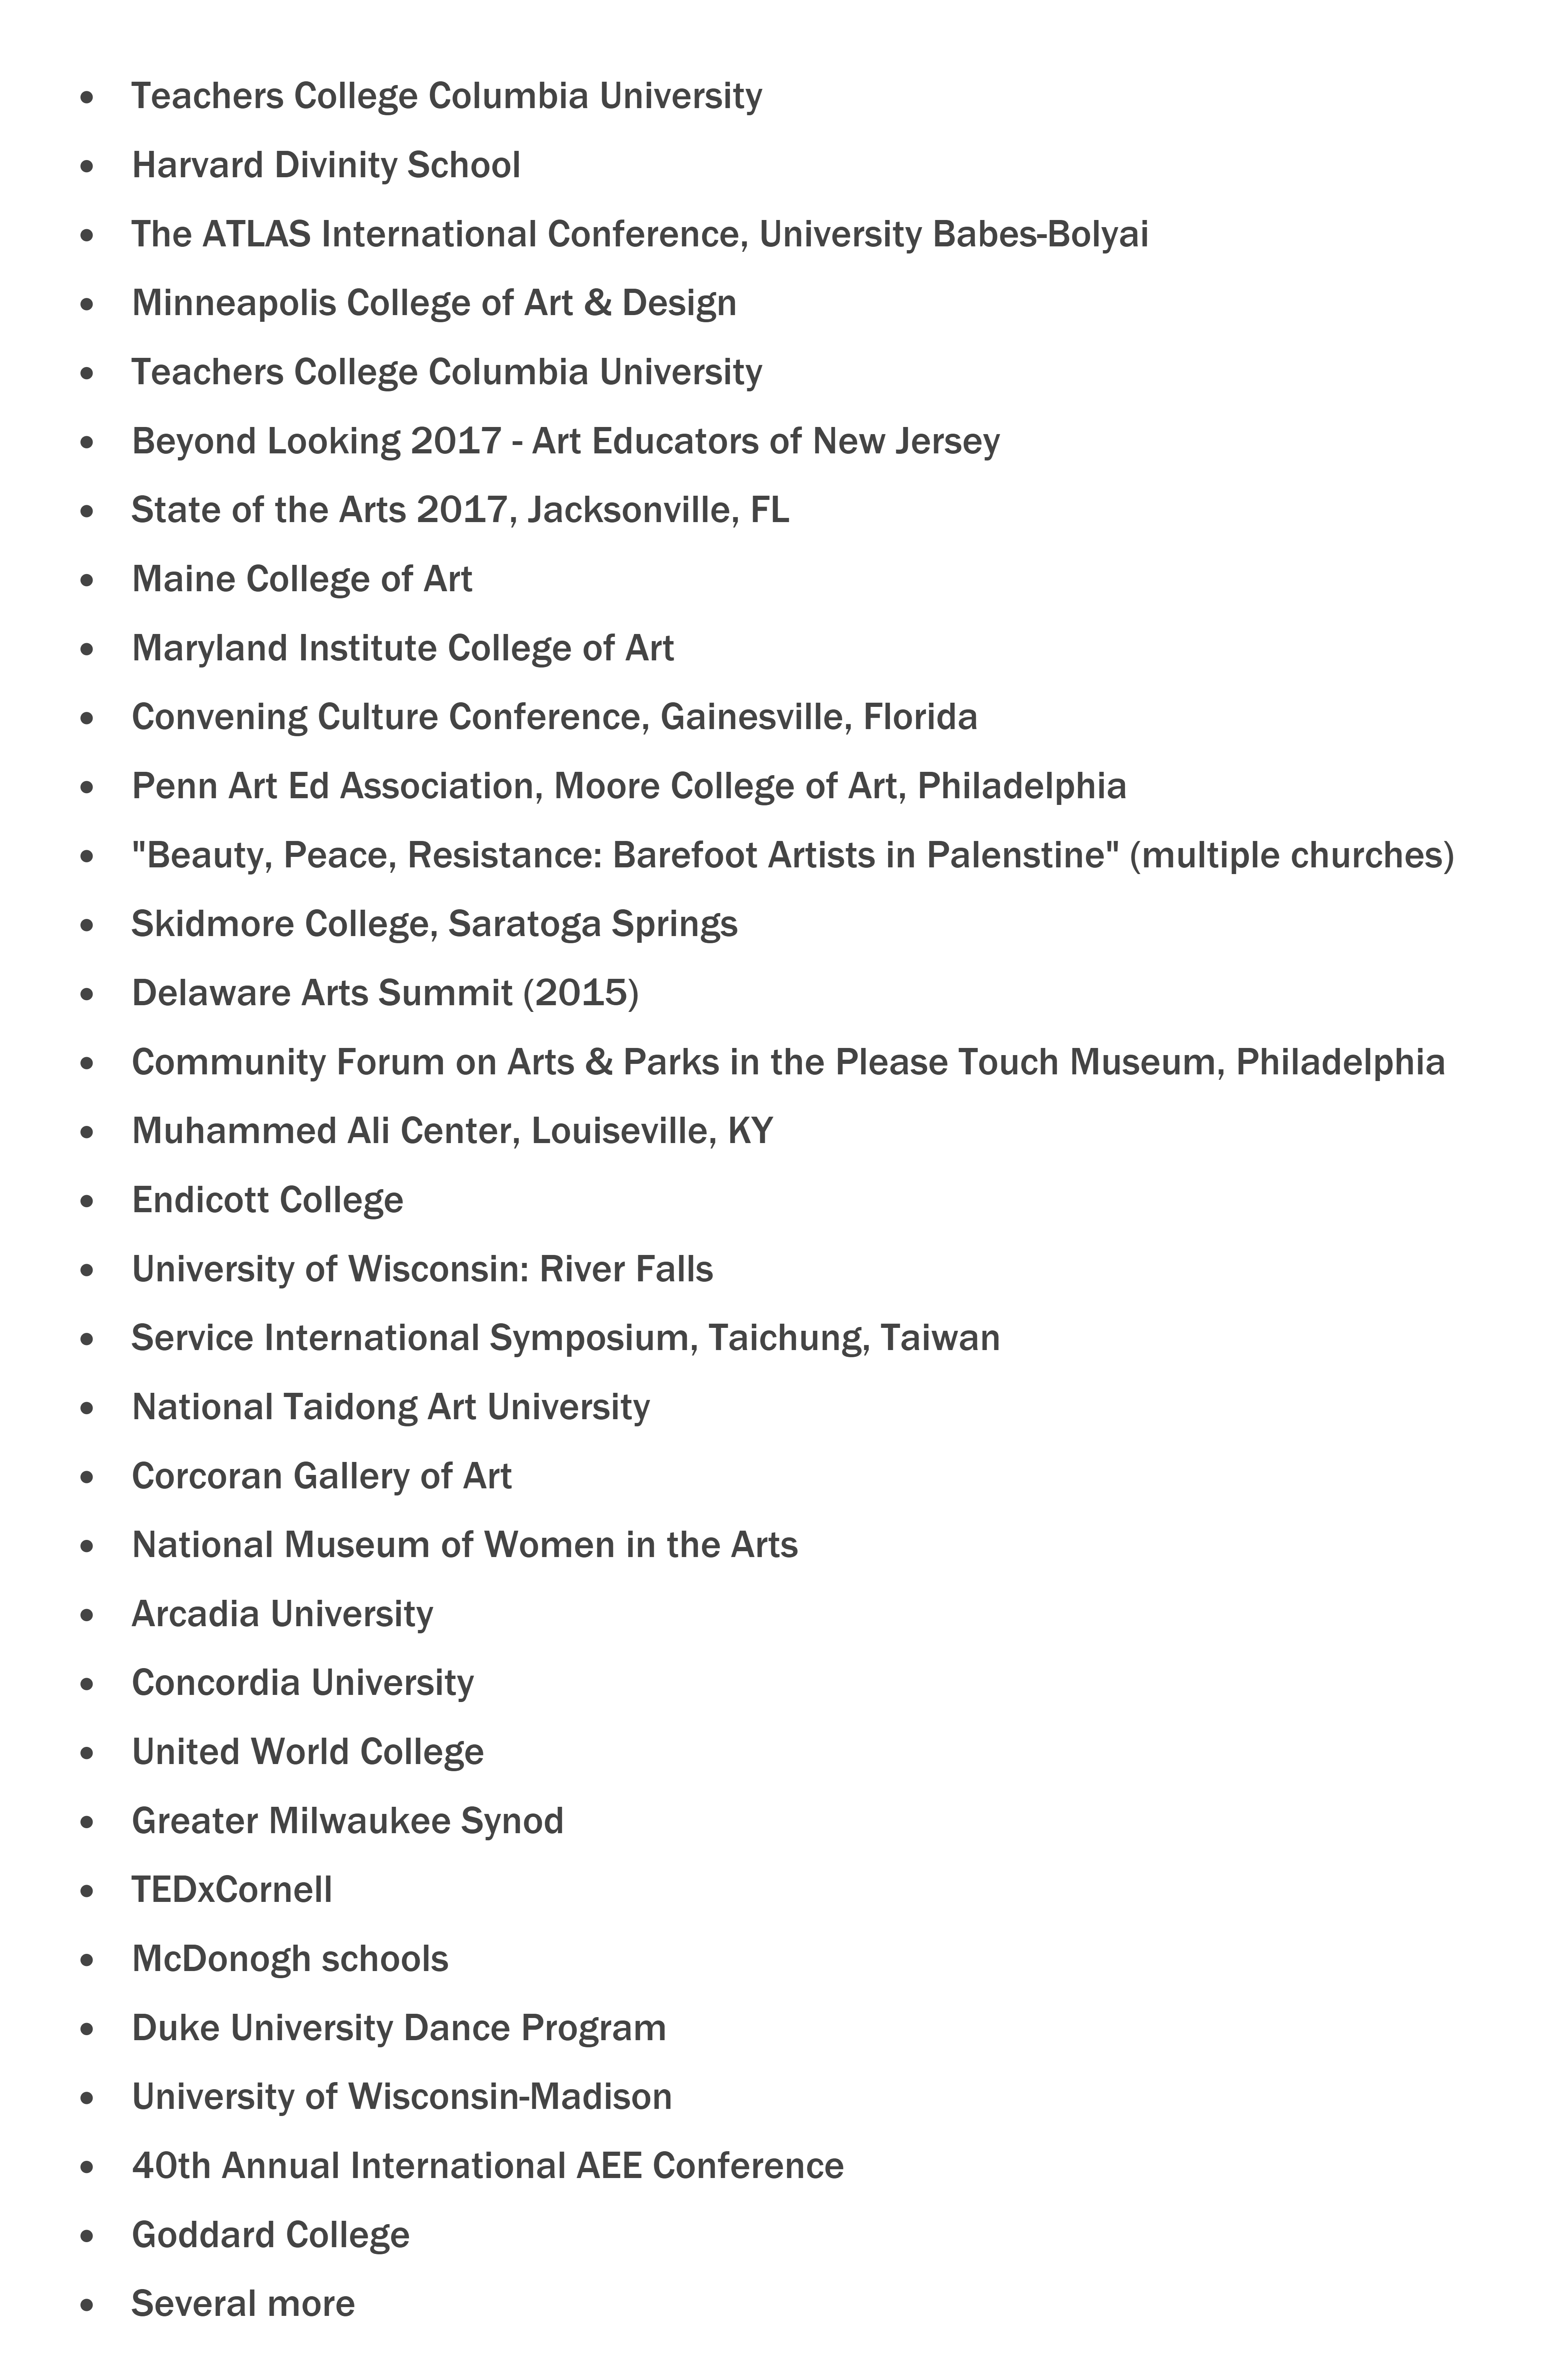 • Teachers College Columbia University
• Harvard Divinity School
• The ATLAS International Conference, University Babes-Bolyai
• Minneapolis College of Art & Design
• Teachers College Columbia University
• Beyond Looking 2017 - Art Educators of New Jersey
• State of the Arts 2017, Jacksonville, FL
• Maine College of Art
• Maryland Institute College of Art
• Convening Culture Conference, Gainesville, Florida
• Penn Art Ed Association, Moore College of Art, Philadelphia
• "Beauty, Peace, Resistance: Barefoot Artists in Palenstine" (multiple churches)
• Skidmore College, Saratoga Springs
• Delaware Arts Summit (2015)
• Community Forum on Arts & Parks in the Please Touch Museum, Philadelphia
• Muhammed Ali Center, Louiseville, KY
• Endicott College
• University of Wisconsin: River Falls
• Service International Symposium, Taichung, Taiwan
• National Taidong Art University
• Corcoran Gallery of Art
• National Museum of Women in the Arts
• Arcadia University
• Concordia University
• United World College
• Greater Milwaukee Synod
• TEDxCornell
• McDonogh schools
• Duke University Dance Program
• University of Wisconsin-Madison
• 40th Annual International AEE Conference
• Goddard College
• Several more